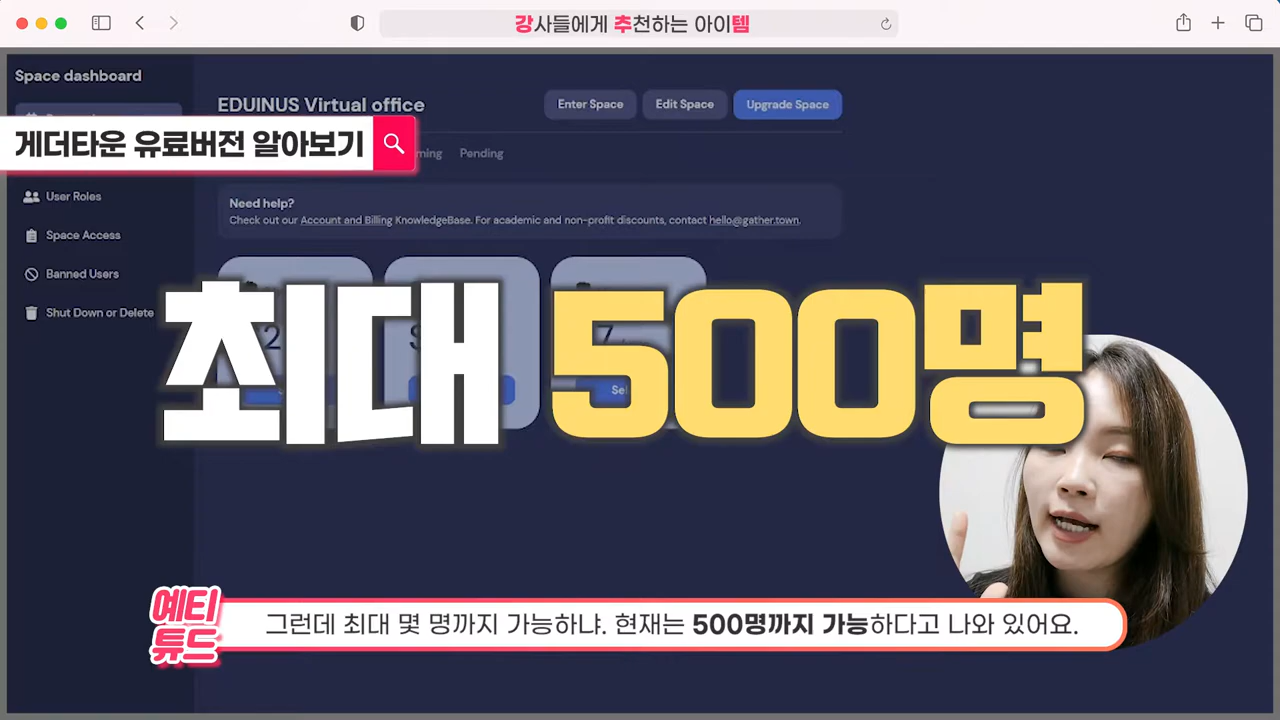 강사들에게 추천하는 아이템
Space dashboard
EDUINUS Virtual office
Enter Space
Edit Space
Upgrade Space
게더타운 유료버전 알아보기
Pending
User Roles
Need help?
Check out our Account and Billing KnowledgeBase. For academic and non-profit discounts, contact hello@gather.town.
Space Access
Banned Users
Shut Down or Delete
최대 500명
예티튜드
그런데 최대 몇 명까지 가능하냐. 현재는 500명까지 가능하다고 나와 있어요.